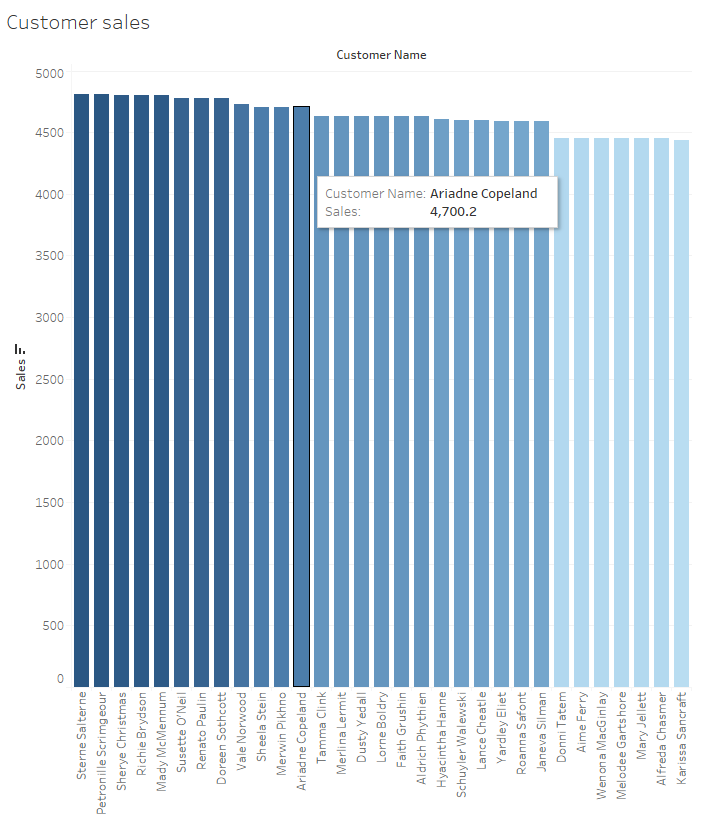 Customer sales
Customer Name
5000
4500
4000
3500
3000
2500
2000
1500
1000
500
0
Sales
Customer Name: Ariadne Copeland
Sales: 4,700.2
Sterne Salterne
Petronille Scrimgeour
Sherye Christmas
Richie Brydson
Mady McMennum
Susette O'Neil
Renato Paulin
Doreen Sothcott
Vale Norwood
Sheela Stein
Merwin Pikhno
Ariadne Copeland
Tamma Clink
Merlina Lermit
Dusty Yedall
Lorne Boldry
Faith Grushin
Aldrich Phythien
Hyacintha Hanne
Schuyler Walewski
Lance Cheatle
Yardley Eliet
Roanna Safont
Janeva Silman
Donni Tatem
Aime Ferry
Wenona MacGinlay
Melodee Gartshore
Mary Jellett
Alfreda Chasmer
Karissa Sancraft